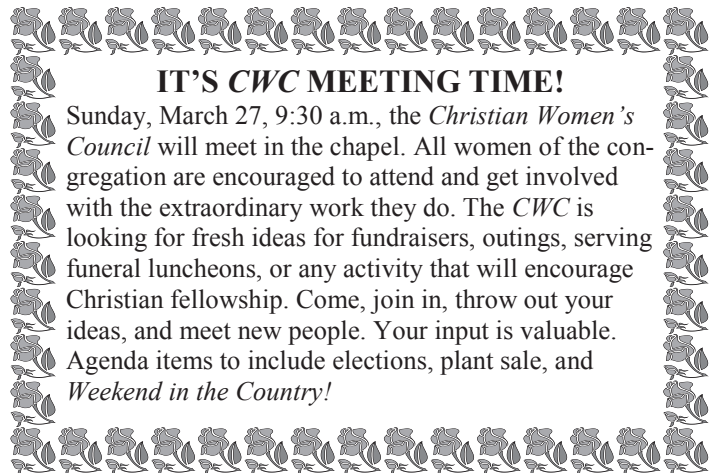 IT’S CWC MEETING TIME!
Sunday, March 27, 9:30 a.m., the Christian Women’s
Council will meet in the chapel. All women of the con-
gregation are encouraged to attend and get involved
with the extraordinary work they do. The CWC is
looking for fresh ideas for fundraisers, outings, serving
funeral luncheons, or any activity that will encourage
Christian fellowship. Come, join in, throw out your
ideas, and meet new people. Your input is valuable.
Agenda items to include elections, plant sale, and
Weekend in the Country!